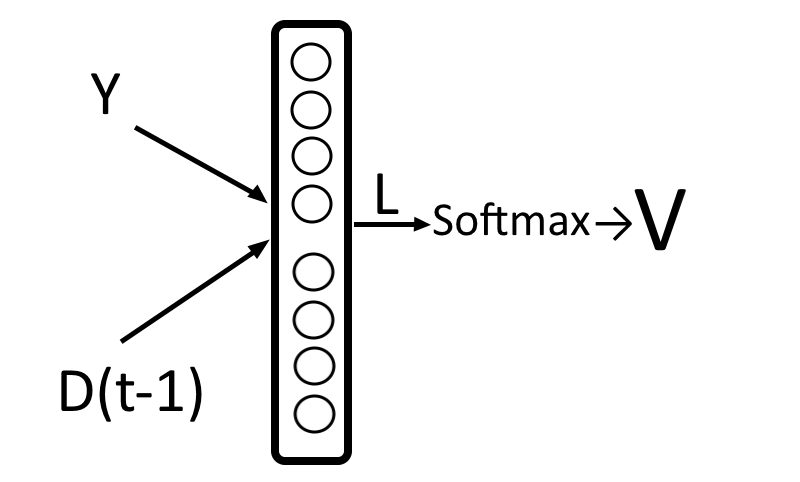 Y
L
Softmax→V
D(t-1)